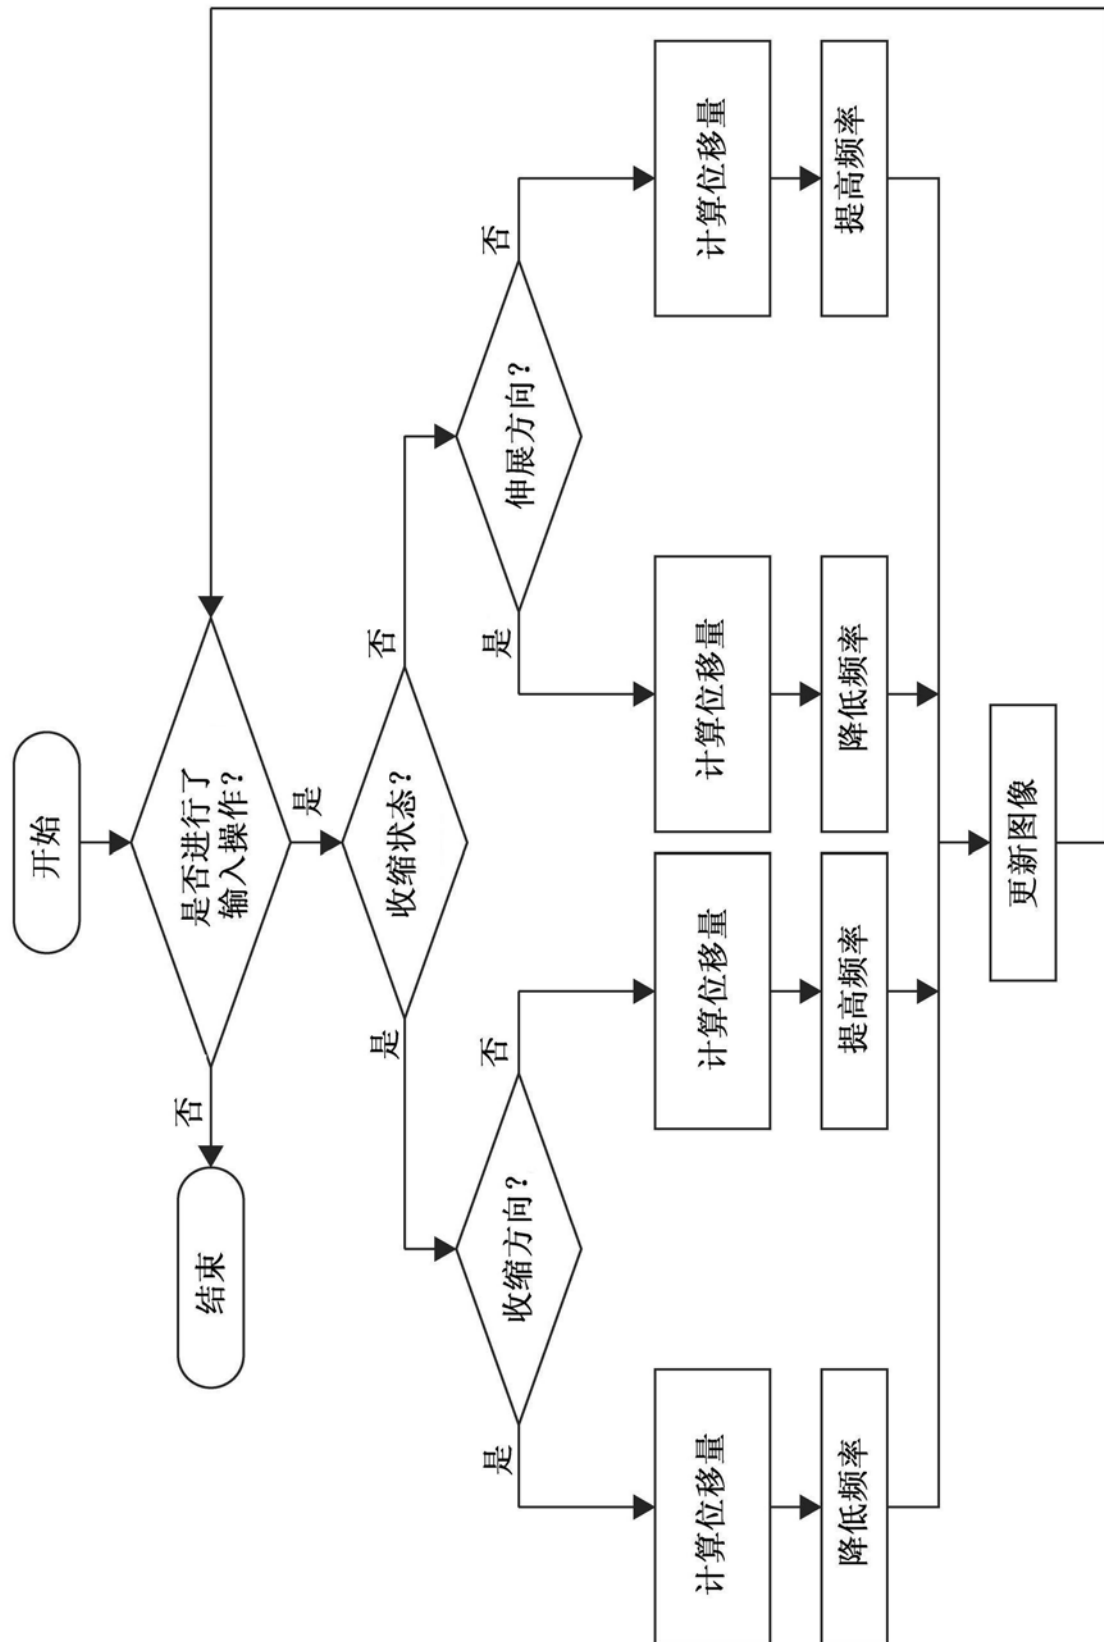 开始
是否进行了
输入操作？
否
结束
是
收缩状态？
是
否
收缩方向？
伸展方向？
是
否
是
否
计算位移量
计算位移量
计算位移量
计算位移量
降低频率
提高频率
降低频率
提高频率
更新图像